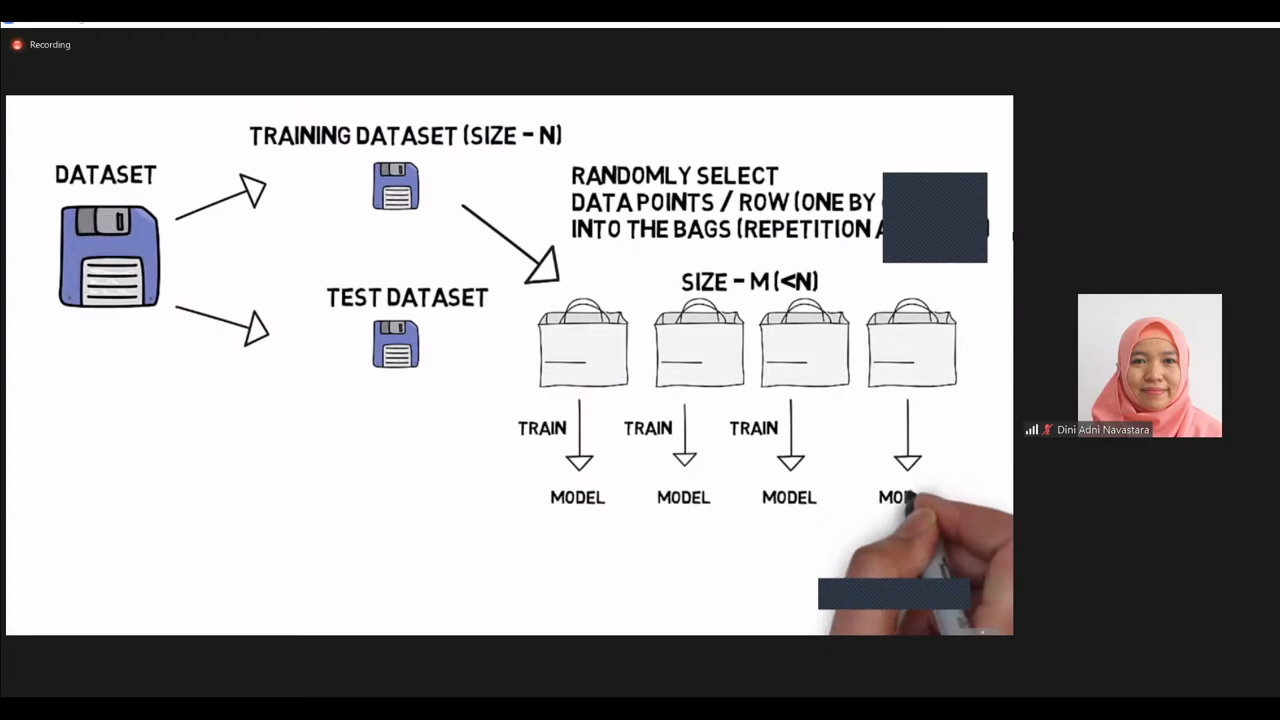 Recording
TRAINING DATASET (SIZE - N)
DATASET
RANDOMLY SELECT
DATA POINTS / ROW (ONE BY
INTO THE BAGS (REPETITION
SIZE - M (<N)
TEST DATASET
TRAIN TRAIN TRAIN
MODEL MODEL MODEL
Dini Adni Navastara